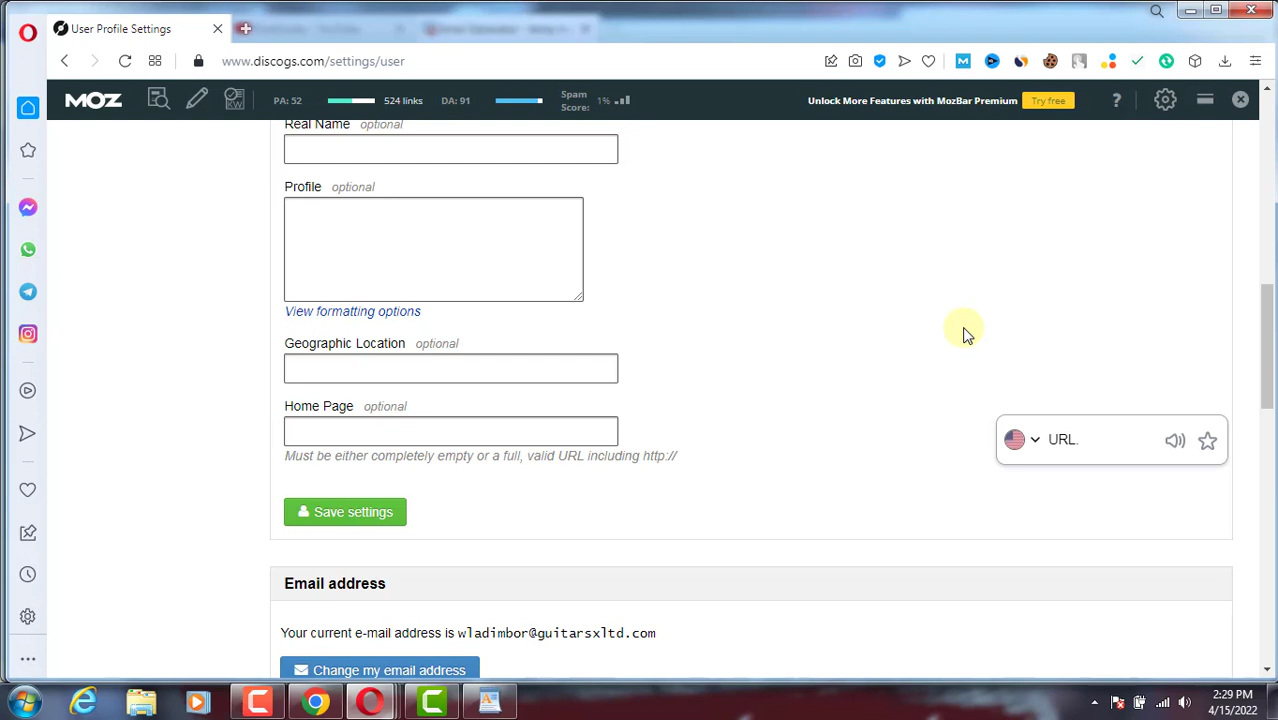 User Profile Settings
www.discogs.com/settings/user
MOZ
KW
PA: 52
524 links
DA: 91
Spam
Score:
1%
Unlock More Features with MozBar Premium
Try free
?
Real Name optional
Profile optional
View formatting options
Geographic Location optional
Home Page optional
Must be either completely empty or a full, valid URL including http://
URL.
Save settings
Email address
Your current e-mail address is wladimbor@guitarsxltd.com
Change my email address
2:29 PM
4/15/2022